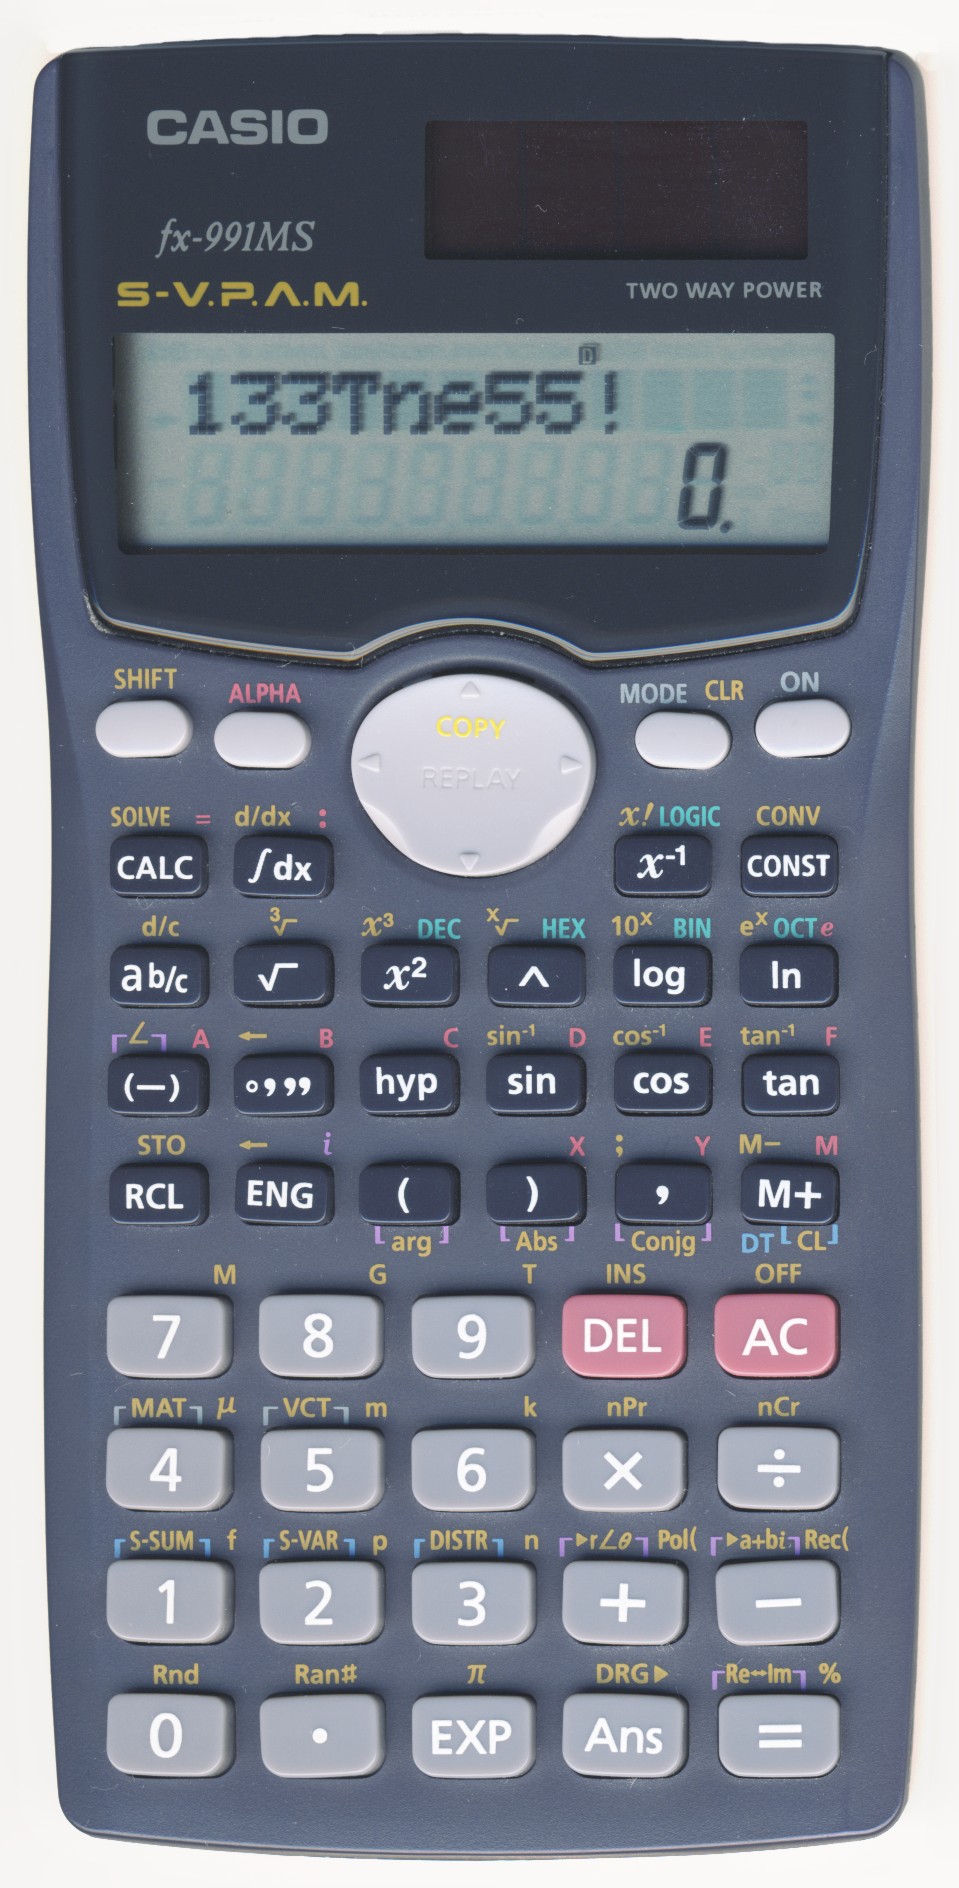 CASIO
fx-991MS
S-V.P.A.M.
TWO WAY POWER
D
133Tne55!
0.
SHIFT ALPHA MODE CLR ON
COPY
REPLAY
SOLVE = d/dx : x! LOGIC CONV
CALC ∫dx x⁻¹ CONST
d/c ³√ x³ DEC ˣ√ HEX 10ˣ BIN eˣ OCT e
a b/c √ x² ^ log ln
∠ A ← B C sin⁻¹ D cos⁻¹ E tan⁻¹ F
(−) °,,, hyp sin cos tan
STO ← i X ; Y M− M
RCL ENG ( ) , M+
arg Abs Conjg DT CL
M G T INS OFF
7 8 9 DEL AC
MAT μ VCT m k nPr nCr
4 5 6 × ÷
S-SUM f S-VAR p DISTR n ▸r∠θ Pol( ▸a+bi Rec(
1 2 3 + −
Rnd Ran# π DRG▸ Re↔Im %
0 . EXP Ans =